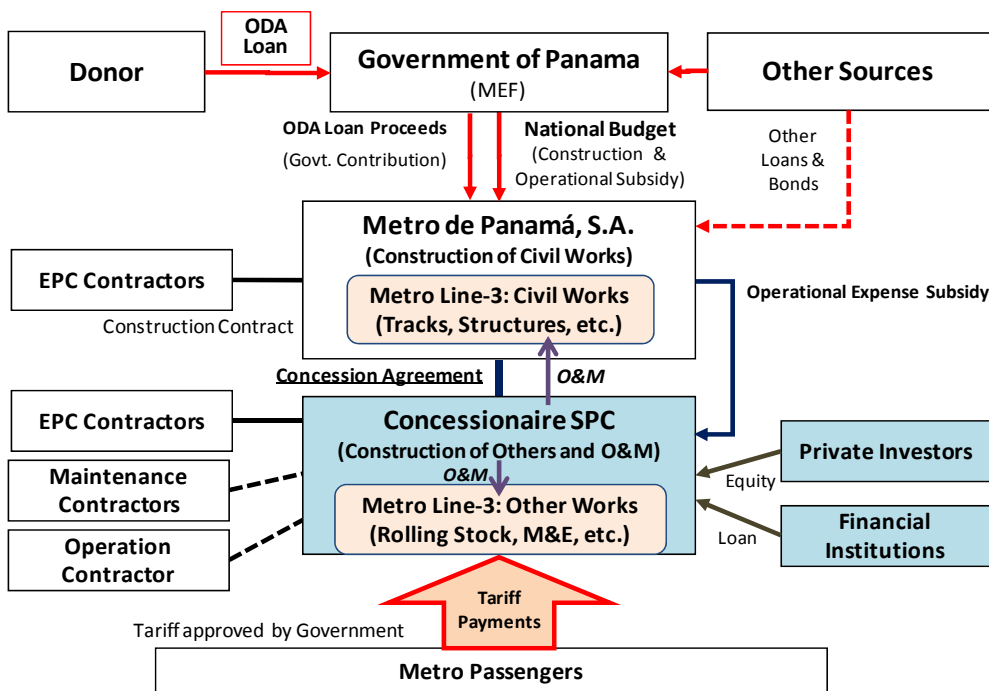 ODA
Loan
Donor
Government of Panama
(MEF)
Other Sources
ODA Loan Proceeds
(Govt. Contribution)
National Budget
(Construction &
Operational Subsidy)
Other
Loans &
Bonds
Metro de Panamá, S.A.
(Construction of Civil Works)
EPC Contractors
Construction Contract
Metro Line-3: Civil Works
(Tracks, Structures, etc.)
Operational Expense Subsidy
Concession Agreement
O&M
EPC Contractors
Concessionaire SPC
(Construction of Others and O&M)
O&M
Maintenance
Contractors
Private Investors
Equity
Metro Line-3: Other Works
(Rolling Stock, M&E, etc.)
Operation
Contractor
Loan
Financial
Institutions
Tariff
Payments
Tariff approved by Government
Metro Passengers